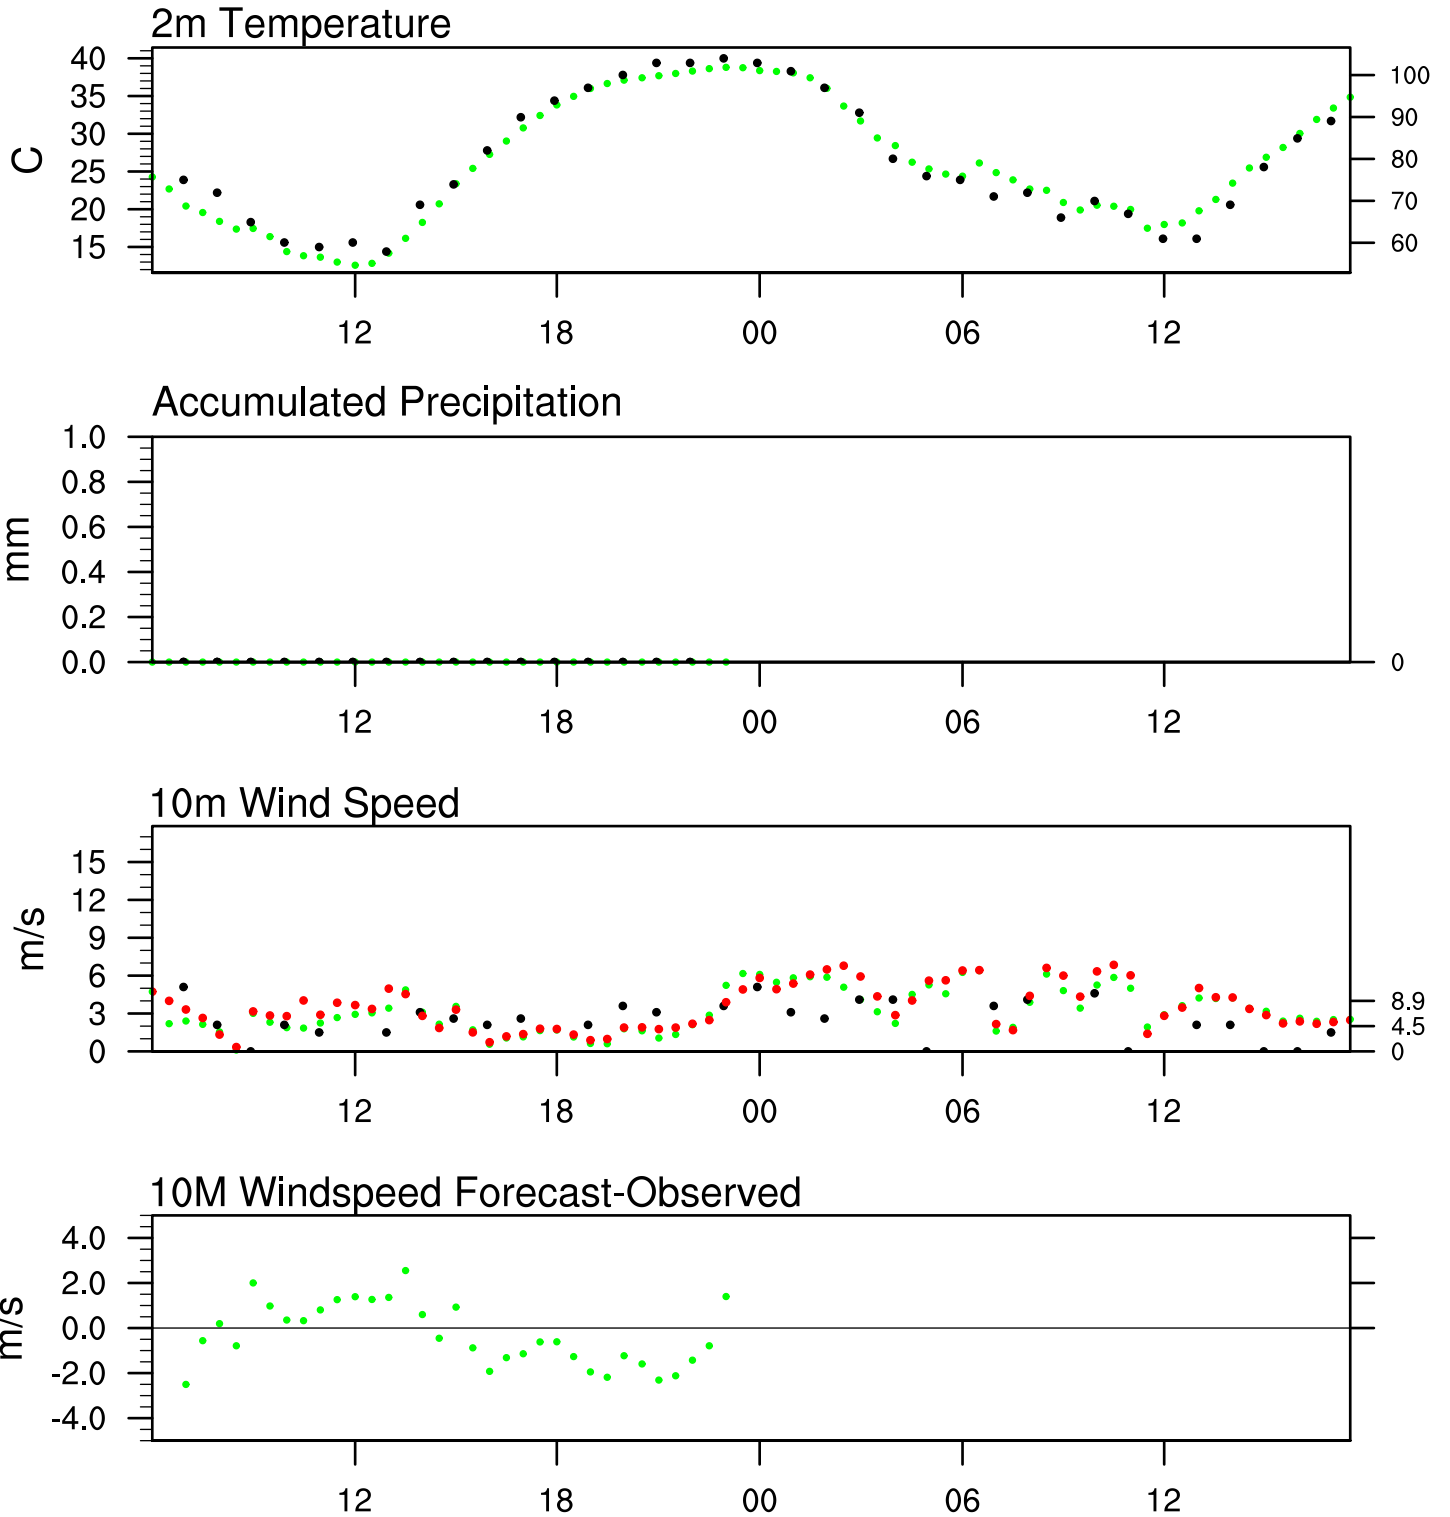 2m Temperature
40
35
30
25
20
15
C
100
90
80
70
60
12 18 00 06 12
Accumulated Precipitation
1.0
0.8
0.6
0.4
0.2
0.0
mm
0
12 18 00 06 12
10m Wind Speed
15
12
9
6
3
0
m/s
8.9
4.5
0
12 18 00 06 12
10M Windspeed Forecast-Observed
4.0
2.0
0.0
-2.0
-4.0
m/s
12 18 00 06 12